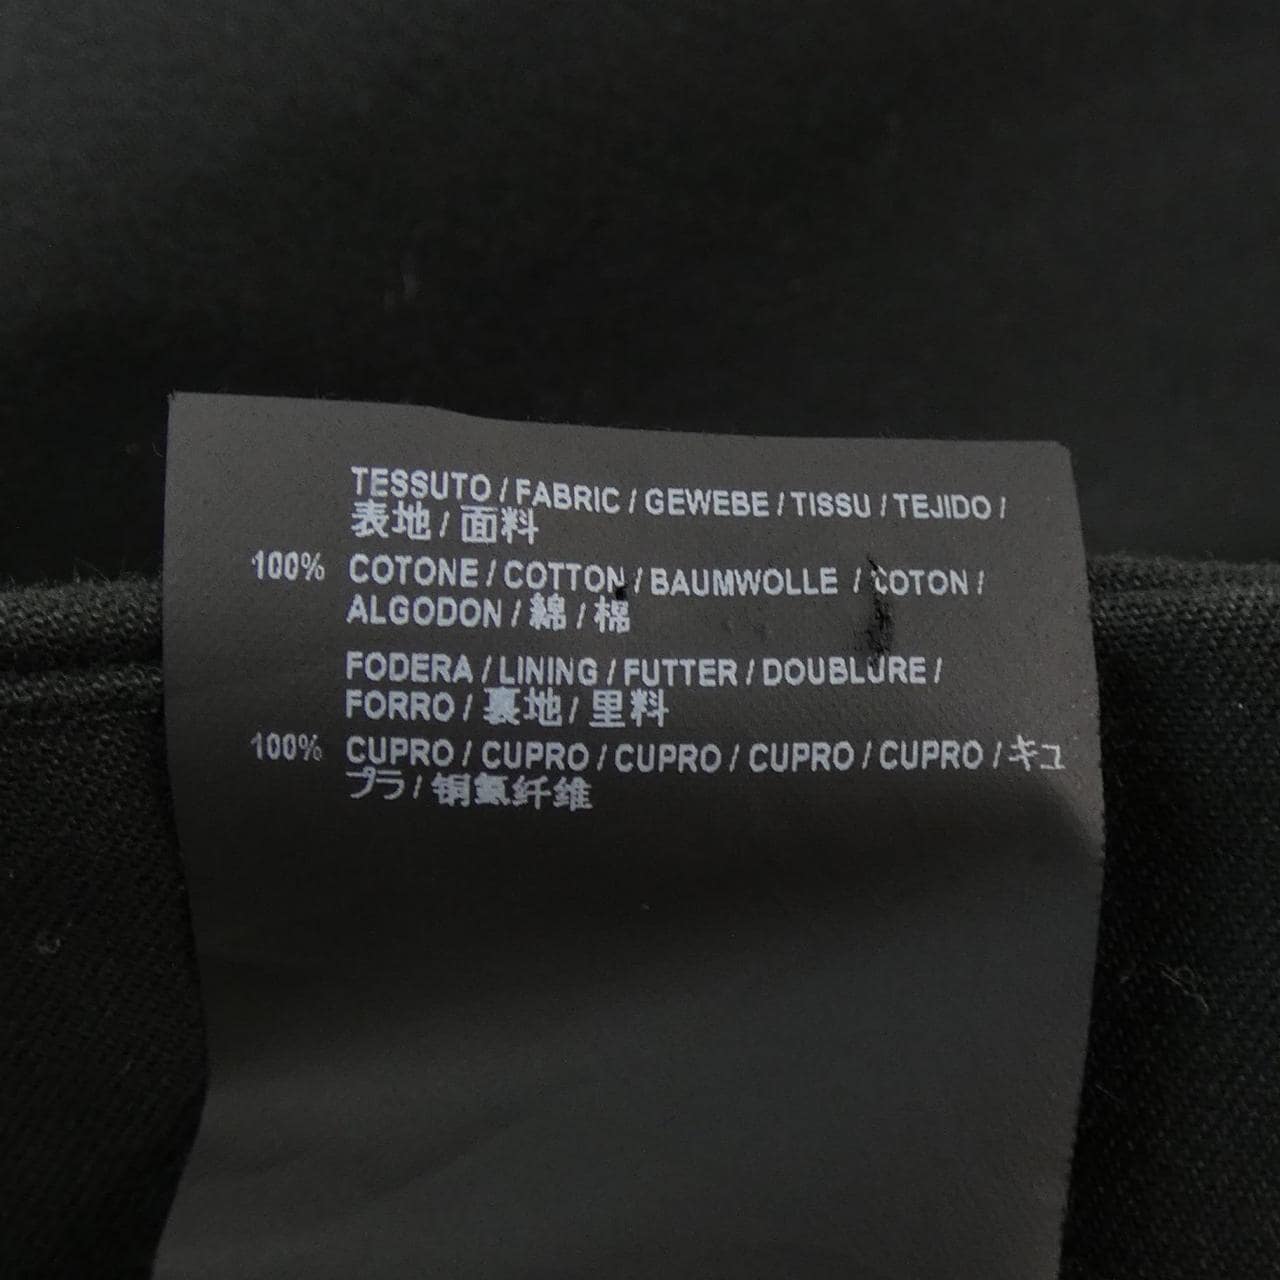 TESSUTO / FABRIC / GEWEBE / TISSU / TEJIDO /
表地 / 面料
100% COTONE / COTTON / BAUMWOLLE / COTON /
ALGODON / 綿 / 棉
FODERA / LINING / FUTTER / DOUBLURE /
FORRO / 裏地 / 里料
100% CUPRO / CUPRO / CUPRO / CUPRO / CUPRO / キュ
プラ / 铜氨纤维